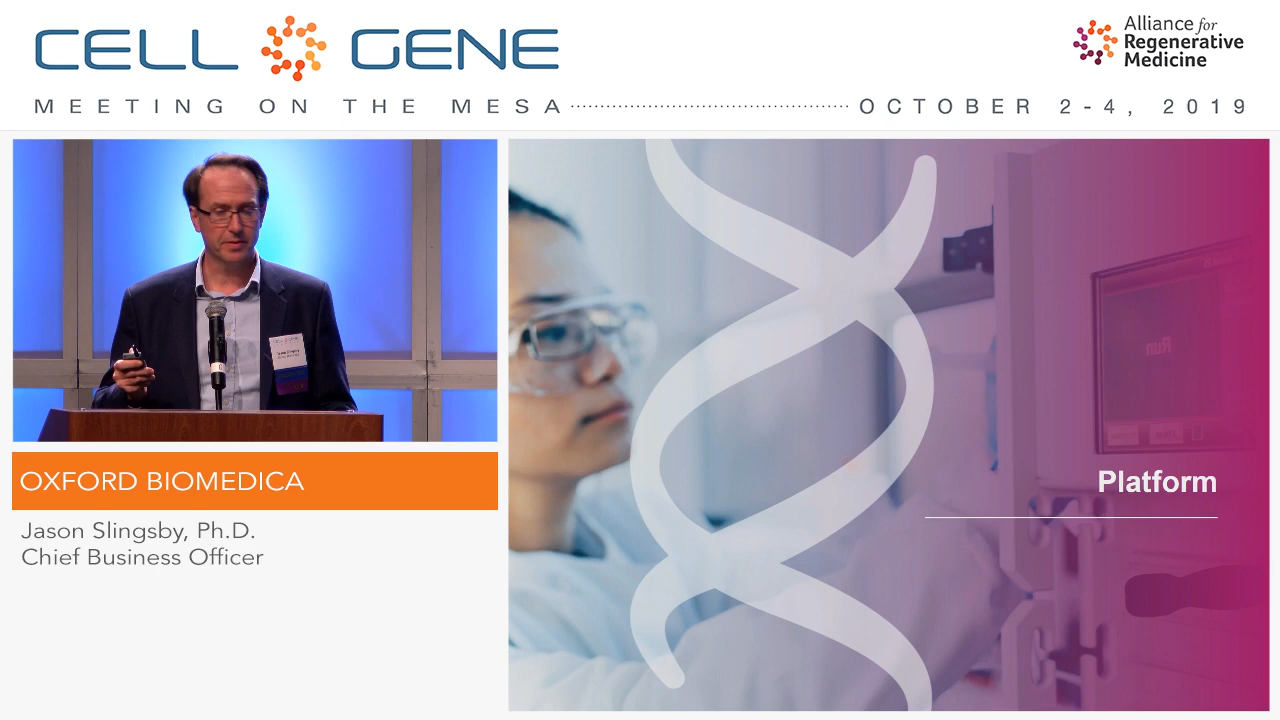 CELL GENE
Alliance for
Regenerative
Medicine
MEETING ON THE MESA OCTOBER 2-4, 2019
OXFORD BIOMEDICA
Jason Slingsby, Ph.D.
Chief Business Officer
Run
Platform